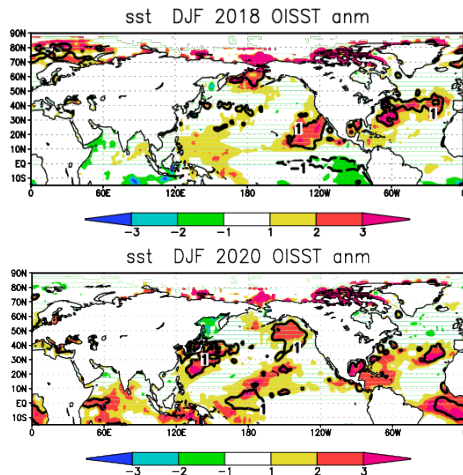 sst DJF 2018 OISST anm
90N
80N
70N
60N
50N
40N
30N
20N
10N
EQ
10S
1
1
-1
0 60E 120E 180 120W 60W 0
-3 -2 -1 1 2 3
sst DJF 2020 OISST anm
90N
80N
70N
60N
50N
40N
30N
20N
10N
EQ
10S
1
1
1
0 60E 120E 180 120W 60W 0
-3 -2 -1 1 2 3